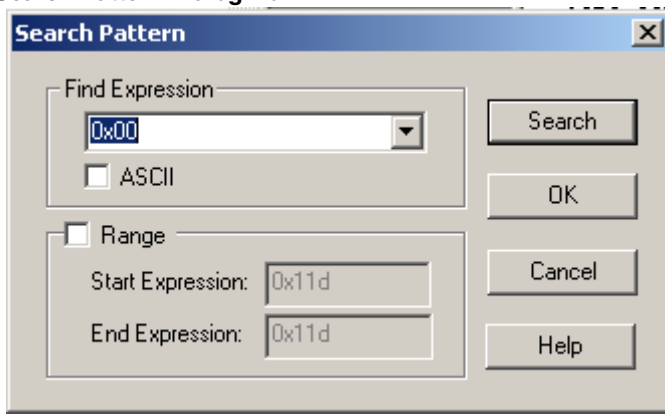 Search Pattern
Find Expression
0x00
ASCII
Search
OK
Range
Start Expression: 0x11d
End Expression: 0x11d
Cancel
Help